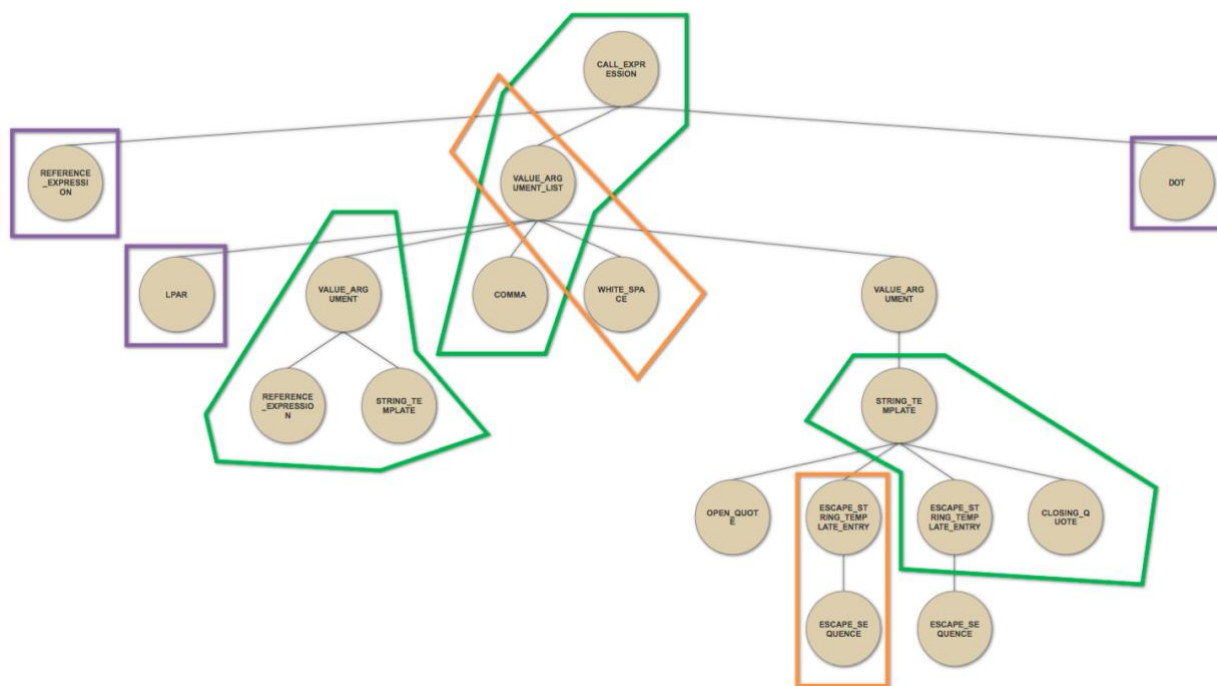 CALL_EXPR
ESSION
REFERENCE
_EXPRESSI
ON
VALUE_ARG
UMENT_LIST
DOT
LPAR
VALUE_ARG
UMENT
COMMA
WHITE_SPA
CE
VALUE_ARG
UMENT
REFERENCE
_EXPRESSIO
N
STRING_TE
MPLATE
STRING_TE
MPLATE
OPEN_QUOT
E
ESCAPE_ST
RING_TEMP
LATE_ENTRY
ESCAPE_ST
RING_TEMP
LATE_ENTRY
CLOSING_Q
UOTE
ESCAPE_SE
QUENCE
ESCAPE_SE
QUENCE